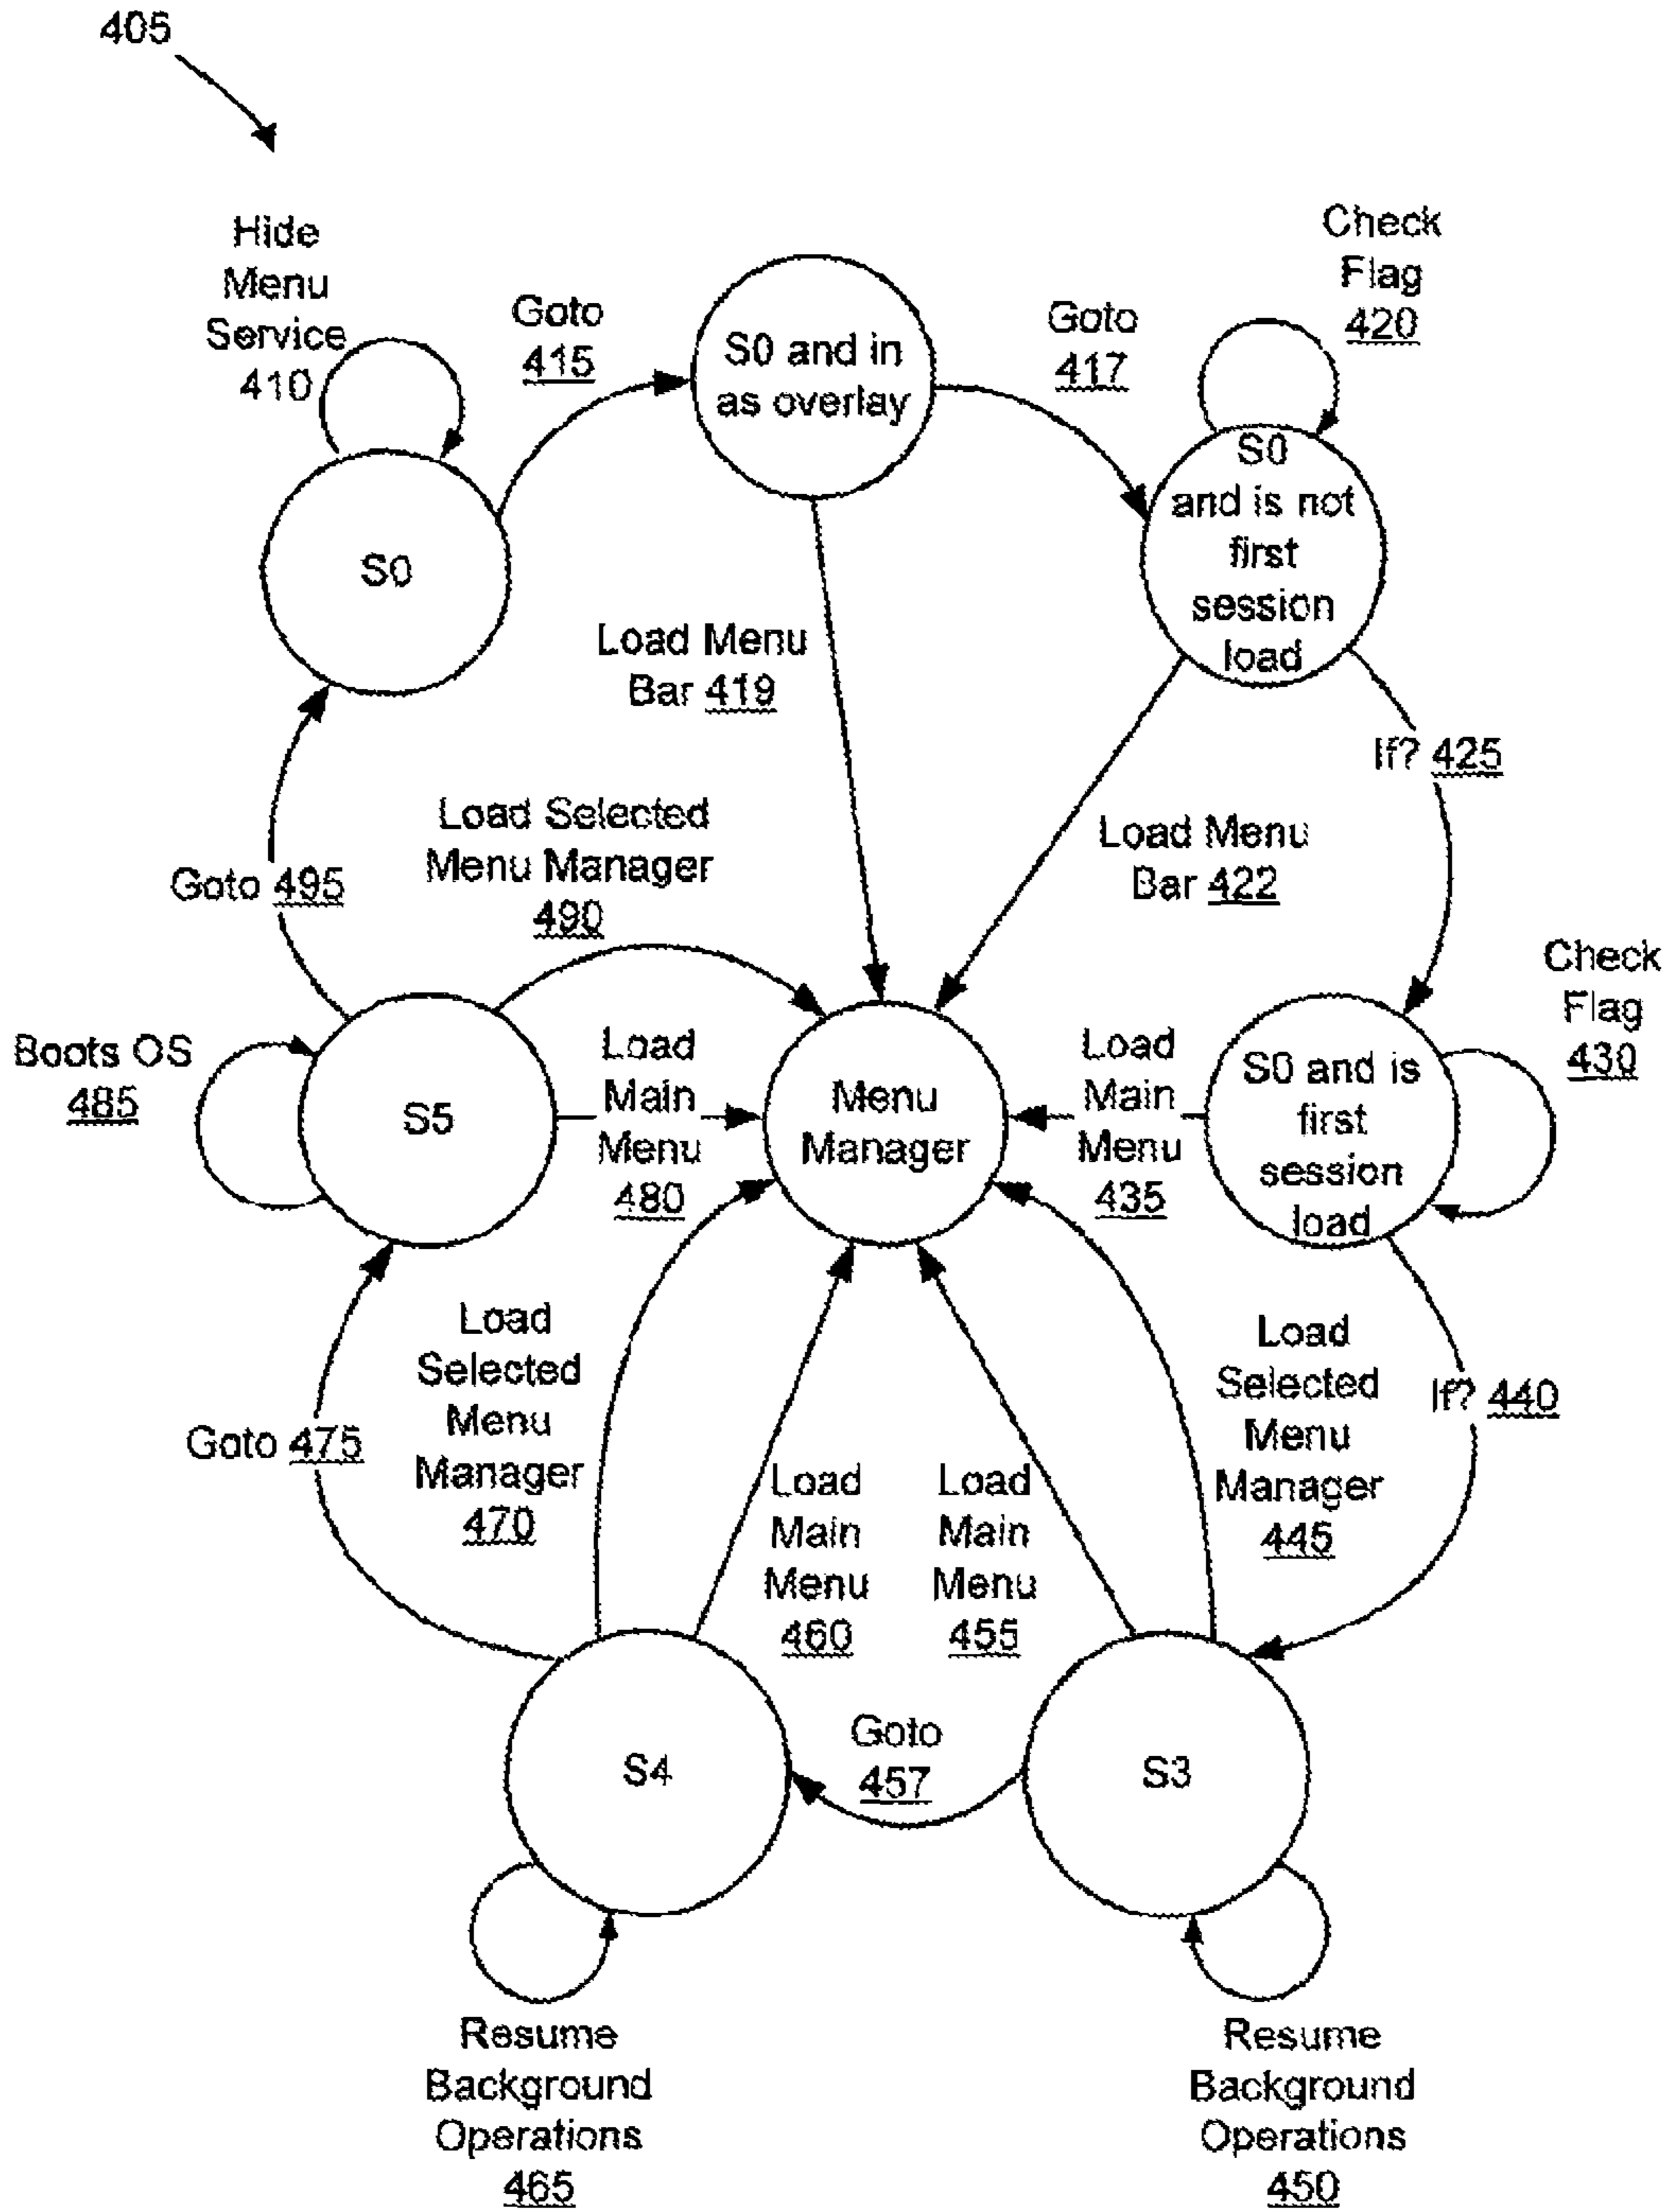 405
Hide
Menu
Service
410
Goto
415
S0 and in
as overlay
Goto
417
Check
Flag
420
S0
S0
and is not
first
session
load
Load Menu
Bar 419
If? 425
Load Menu
Bar 422
Load Selected
Menu Manager
490
Goto 495
Check
Flag
430
Boots OS
485
S5
Load
Main
Menu
480
Menu
Manager
Load
Main
Menu
435
S0 and is
first
session
load
Load
Selected
Menu
Manager
470
Load
Selected
Menu
Manager
445
If? 440
Goto 475
Load
Main
Menu
460
Load
Main
Menu
455
S4
Goto
457
S3
Resume
Background
Operations
465
Resume
Background
Operations
450